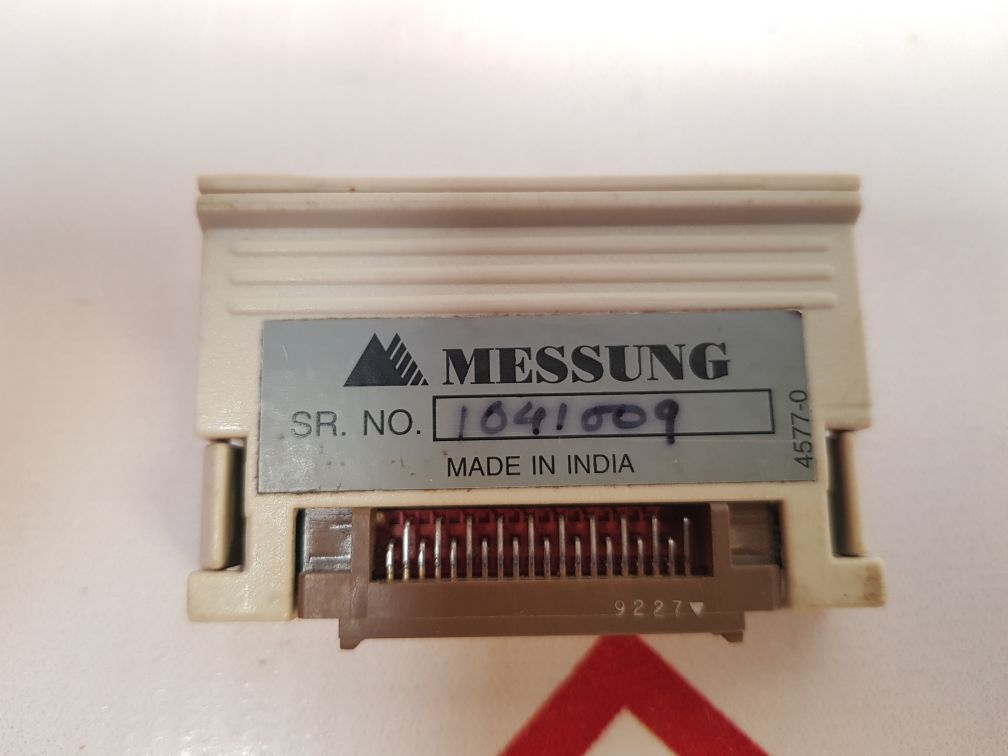 MESSUNG
SR. NO. 1041009
MADE IN INDIA
4577-0
9227